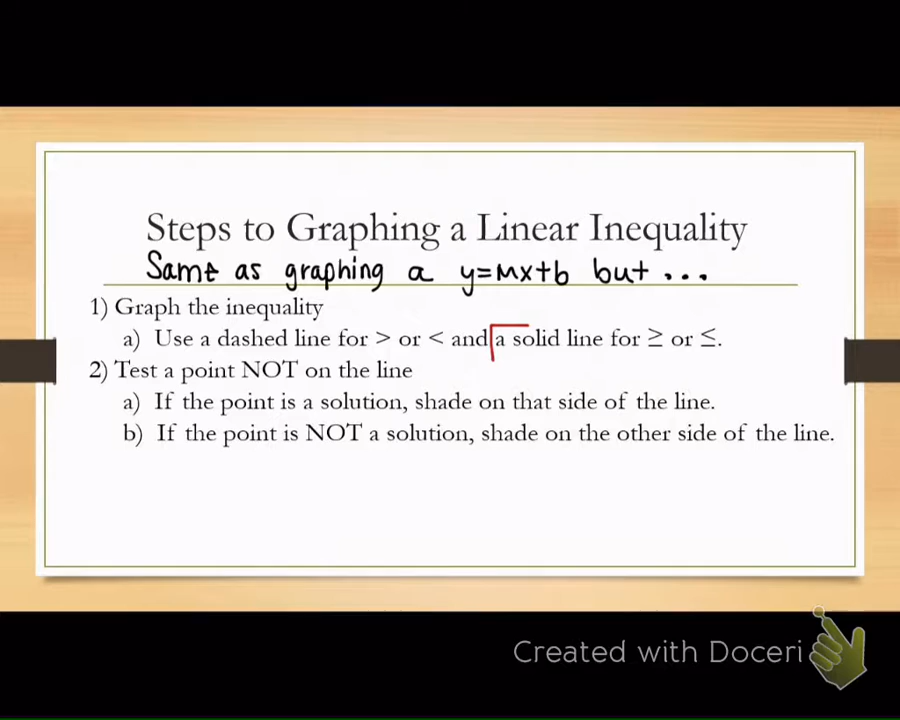 Steps to Graphing a Linear Inequality
Same as graphing a y=mx+b but ...
1) Graph the inequality
a) Use a dashed line for > or < and a solid line for ≥ or ≤.
2) Test a point NOT on the line
a) If the point is a solution, shade on that side of the line.
b) If the point is NOT a solution, shade on the other side of the line.
Created with Doceri